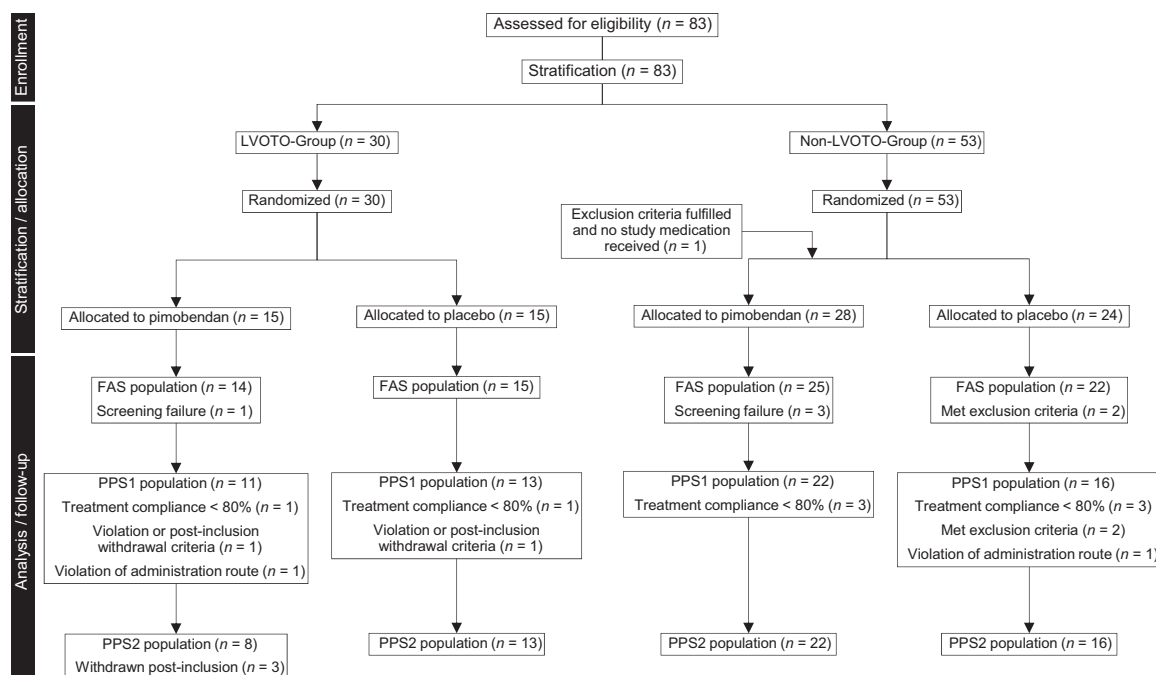 Enrollment
Assessed for eligibility (n = 83)
Stratification (n = 83)
Stratification / allocation
LVOTO-Group (n = 30)
Non-LVOTO-Group (n = 53)
Randomized (n = 30)
Randomized (n = 53)
Exclusion criteria fulfilled
and no study medication
received (n = 1)
Allocated to pimobendan (n = 15)
Allocated to placebo (n = 15)
Allocated to pimobendan (n = 28)
Allocated to placebo (n = 24)
Analysis / follow-up
FAS population (n = 14)
Screening failure (n = 1)
FAS population (n = 15)
FAS population (n = 25)
Screening failure (n = 3)
FAS population (n = 22)
Met exclusion criteria (n = 2)
PPS1 population (n = 11)
Treatment compliance < 80% (n = 1)
Violation or post-inclusion
withdrawal criteria (n = 1)
Violation of administration route (n = 1)
PPS1 population (n = 13)
Treatment compliance < 80% (n = 1)
Violation or post-inclusion
withdrawal criteria (n = 1)
PPS1 population (n = 22)
Treatment compliance < 80% (n = 3)
PPS1 population (n = 16)
Treatment compliance < 80% (n = 3)
Met exclusion criteria (n = 2)
Violation of administration route (n = 1)
PPS2 population (n = 8)
Withdrawn post-inclusion (n = 3)
PPS2 population (n = 13)
PPS2 population (n = 22)
PPS2 population (n = 16)